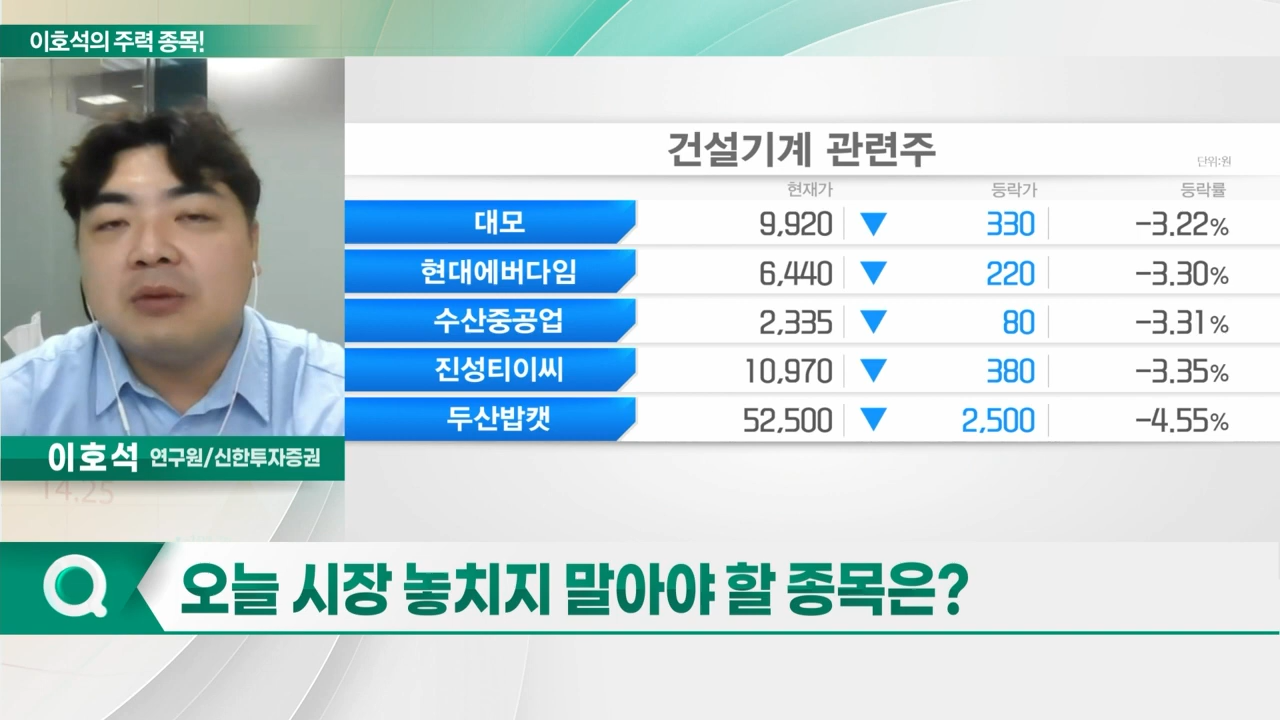 이호석의 주력 종목!
건설기계 관련주
단위:원
현재가 등락가 등락률
대모 9,920 ▼ 330 -3.22%
현대에버다임 6,440 ▼ 220 -3.30%
수산중공업 2,335 ▼ 80 -3.31%
진성티이씨 10,970 ▼ 380 -3.35%
두산밥캣 52,500 ▼ 2,500 -4.55%
이호석 연구원/신한투자증권
14.25
Q 오늘 시장 놓치지 말아야 할 종목은?